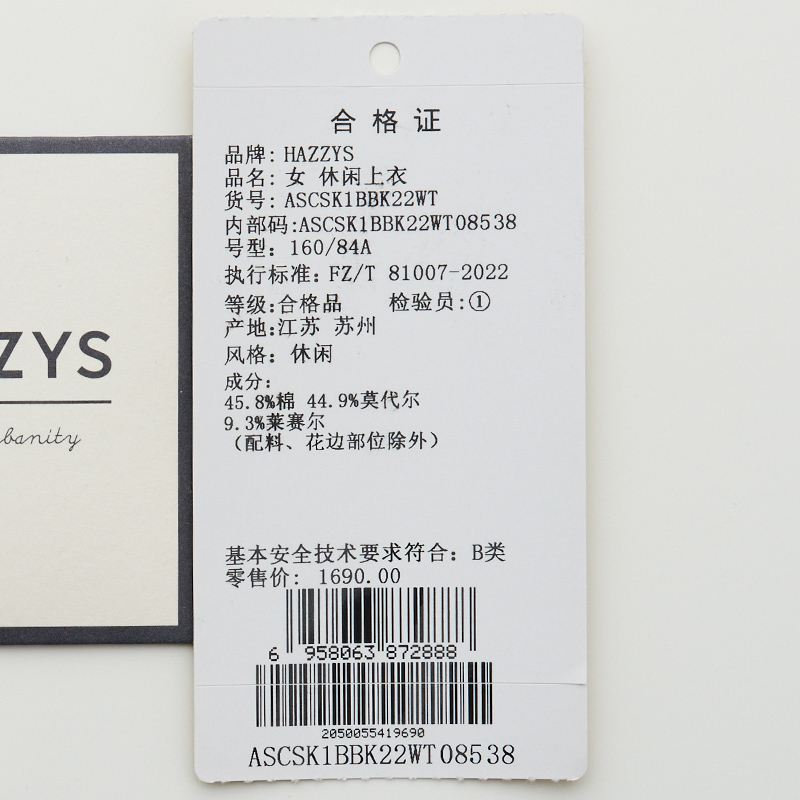 合格证
品牌: HAZZYS
品名: 女 休闲上衣
货号: ASCSK1BBK22WT
内部码:ASCSK1BBK22WT08538
号型: 160/84A
执行标准: FZ/T 81007-2022
等级:合格品 检验员:①
产地:江苏 苏州
风格: 休闲
成分:
45.8%棉 44.9%莫代尔
9.3%莱赛尔
（配料、花边部位除外）
基本安全技术要求符合: B类
零售价: 1690.00
6 958063 872888
2050055419690
ASCSK1BBK22WT08538
ZYS
banity